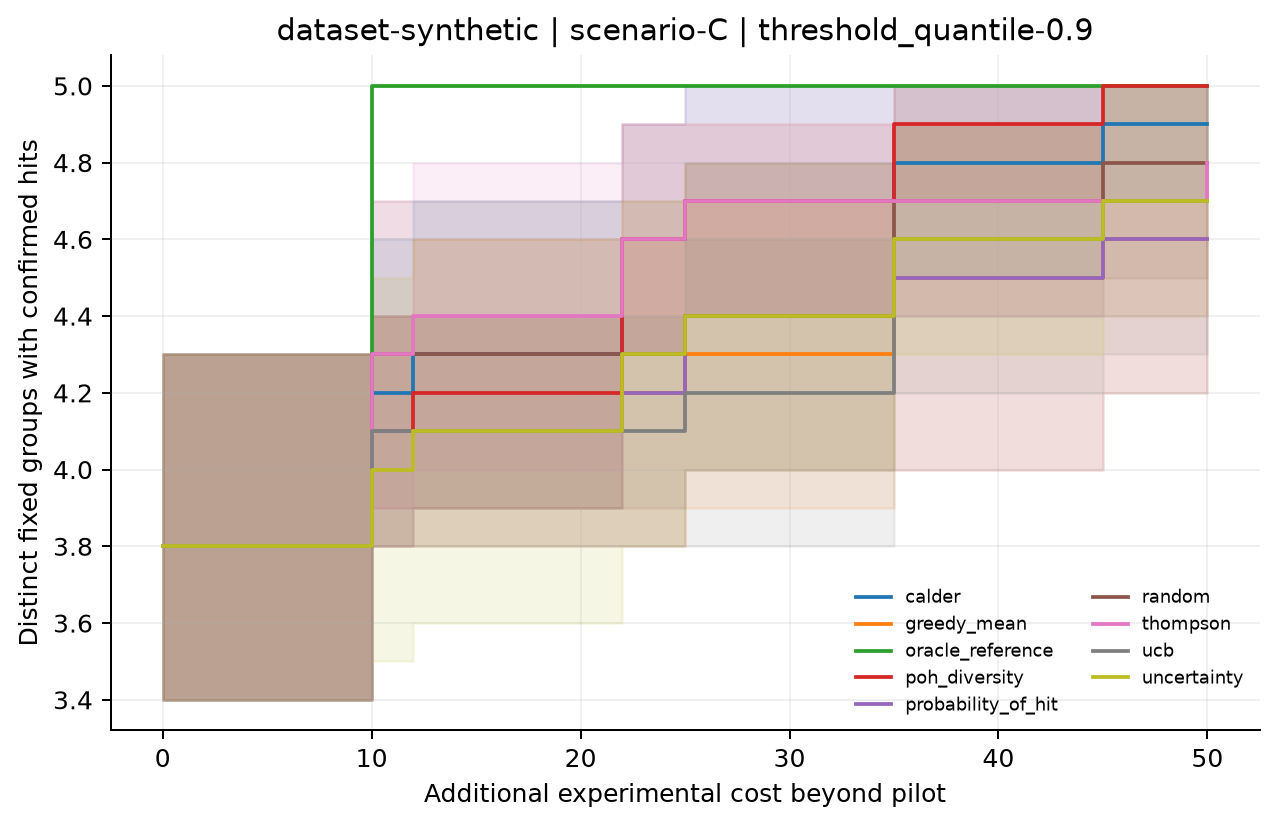 dataset-synthetic | scenario-C | threshold_quantile-0.9
Distinct fixed groups with confirmed hits
5.0
4.8
4.6
4.4
4.2
4.0
3.8
3.6
3.4
calder
greedy_mean
oracle_reference
poh_diversity
probability_of_hit
random
thompson
ucb
uncertainty
0
10
20
30
40
50
Additional experimental cost beyond pilot